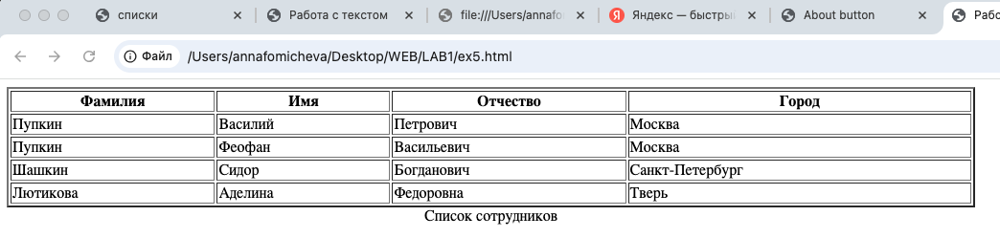 списки
Работа с текстом
file:///Users/annafo
Яндекс — быстры
About button
Рабо
Файл /Users/annafomicheva/Desktop/WEB/LAB1/ex5.html
Фамилия Имя Отчество Город
Пупкин Василий Петрович Москва
Пупкин Феофан Васильевич Москва
Шашкин Сидор Богданович Санкт-Петербург
Лютикова Аделина Федоровна Тверь
Список сотрудников